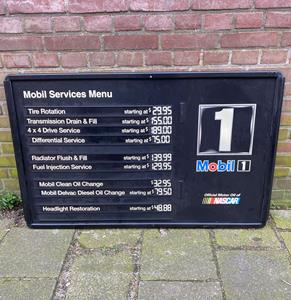 Mobil Services Menu
Tire Rotation starting at $29.95
Transmission Drain & Fill starting at $155.00
4 x 4 Drive Service starting at $189.00
Differential Service starting at $75.00
Radiator Flush & Fill starting at $139.99
Fuel Injection Service starting at $129.95
Mobil Clean Oil Change $32.95
Mobil Delvac Diesel Oil Change starting at $79.50
Headlight Restoration starting at $48.88
1
Mobil 1
Official Motor Oil of
NASCAR